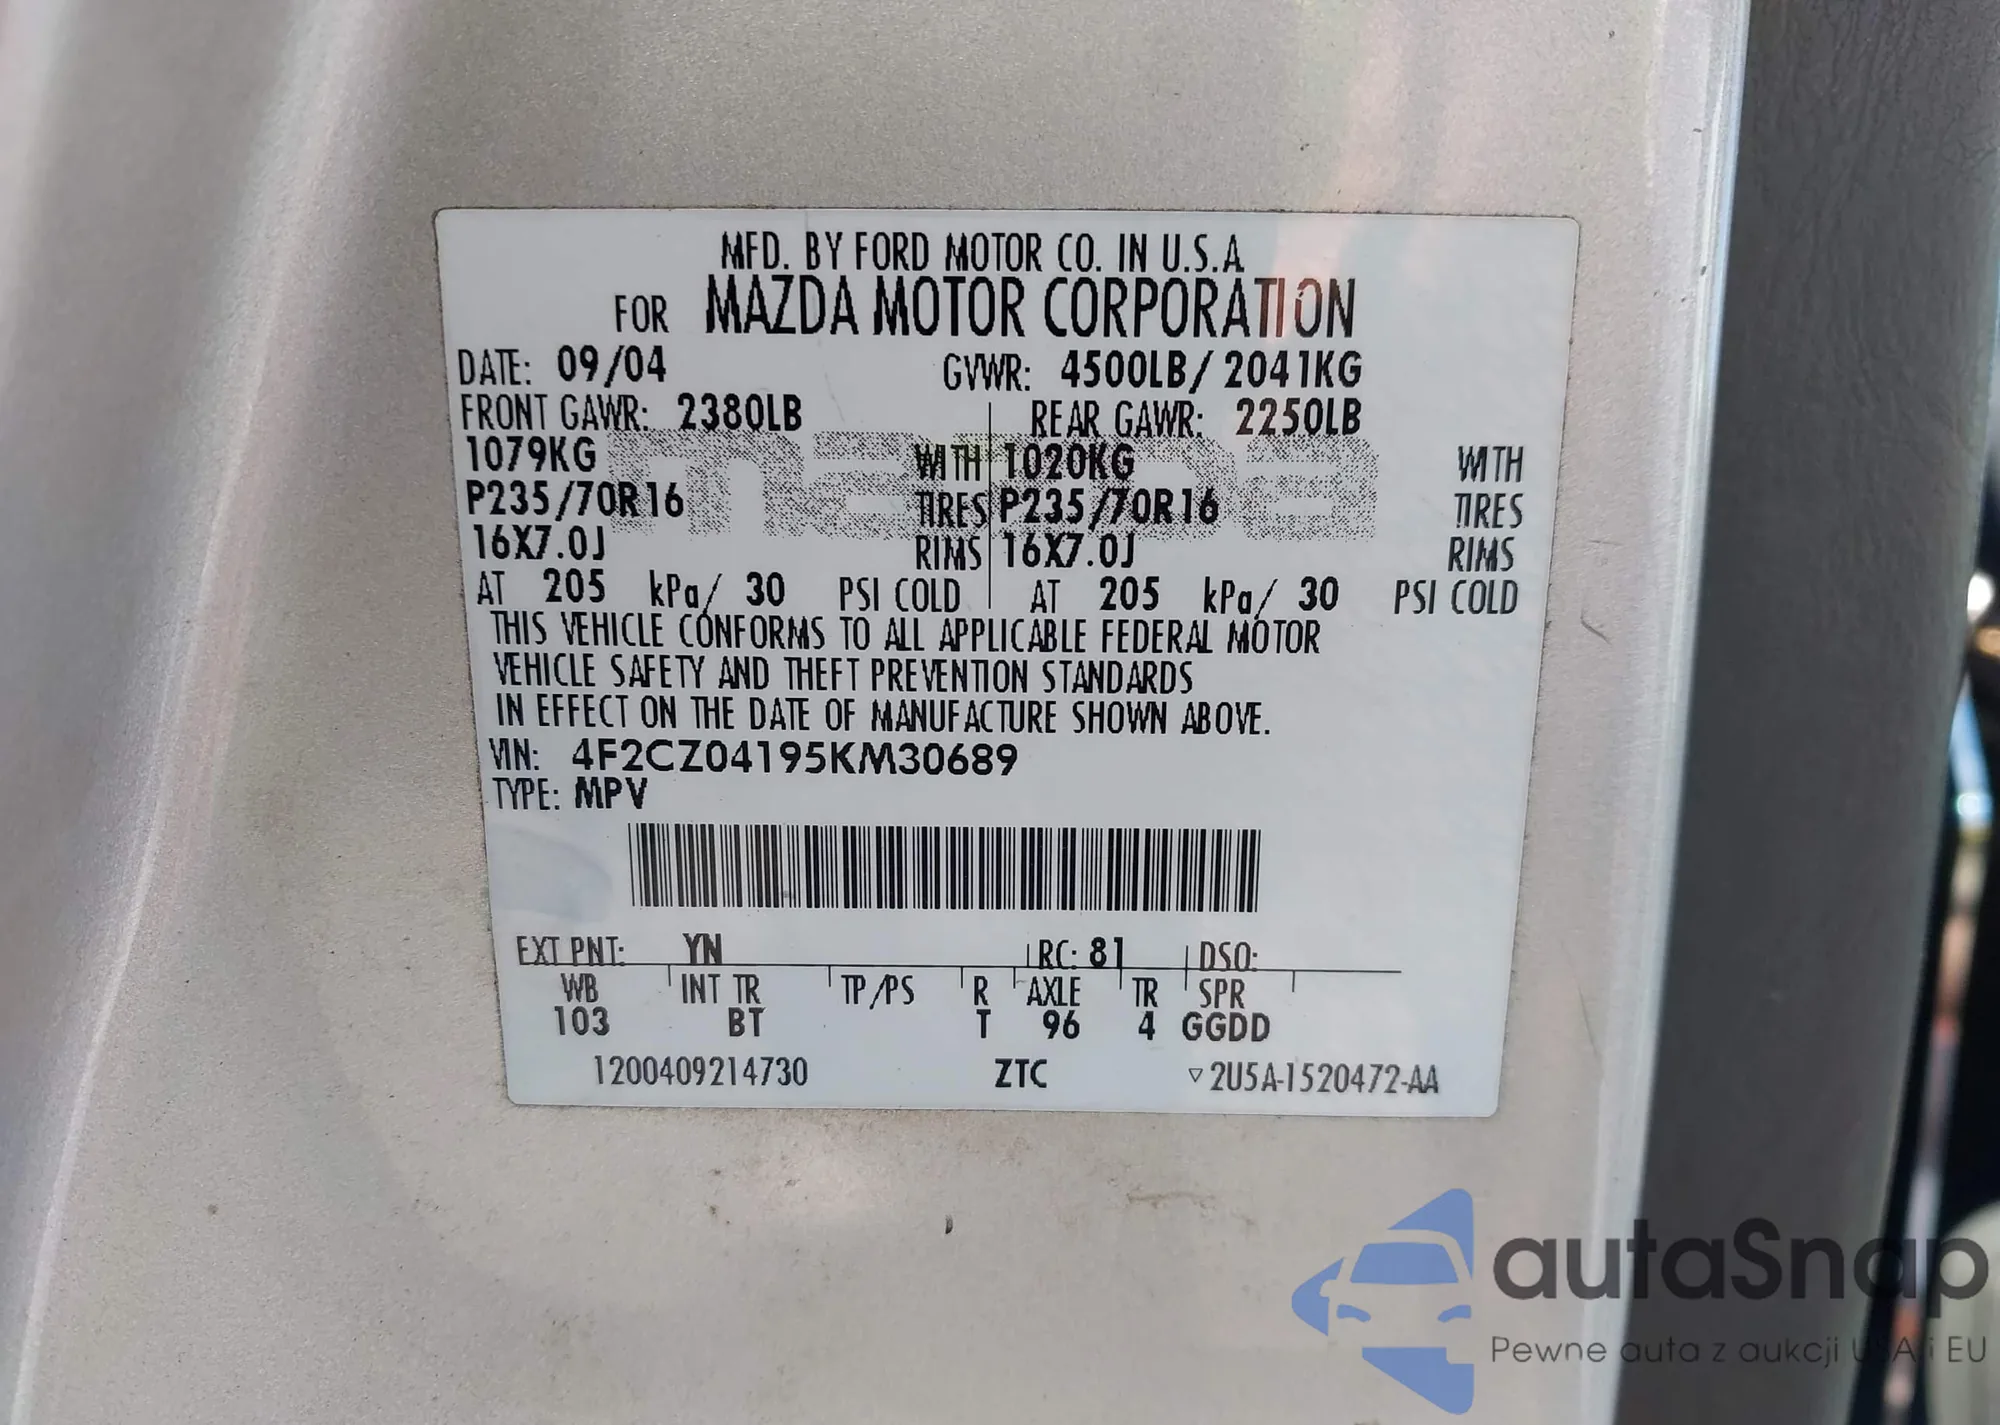 MFD. BY FORD MOTOR CO. IN U.S.A
FOR MAZDA MOTOR CORPORATION
DATE: 09/04 GVWR: 4500LB/ 2041KG
FRONT GAWR: 2380LB REAR GAWR: 2250LB
1079KG WITH 1020KG WITH
P235/70R16 TIRES P235/70R16 TIRES
16X7.0J RIMS 16X7.0J RIMS
AT 205 kPa/ 30 PSI COLD AT 205 kPa/ 30 PSI COLD
THIS VEHICLE CONFORMS TO ALL APPLICABLE FEDERAL MOTOR
VEHICLE SAFETY AND THEFT PREVENTION STANDARDS
IN EFFECT ON THE DATE OF MANUFACTURE SHOWN ABOVE.
VIN: 4F2CZ04195KM30689
TYPE: MPV
EXT PNT: YN RC: 81 DSO:
WB INT TR TP/PS R AXLE TR SPR
103 BT T 96 4 GGDD
1200409214730 ZTC ▽2U5A-1520472-AA
autaSnap
Pewne auta z aukcji USA i EU